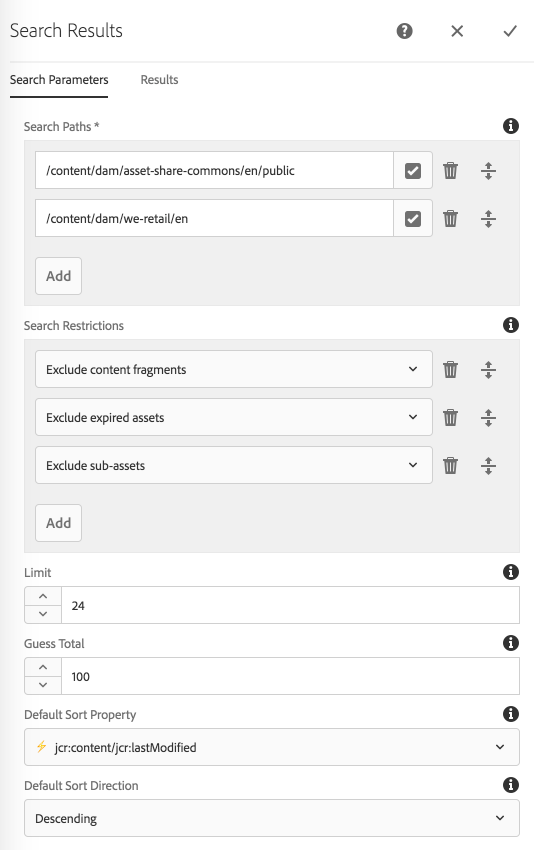 Search Results
Search Parameters Results
Search Paths *
/content/dam/asset-share-commons/en/public
/content/dam/we-retail/en
Add
Search Restrictions
Exclude content fragments
Exclude expired assets
Exclude sub-assets
Add
Limit
24
Guess Total
100
Default Sort Property
⚡ jcr:content/jcr:lastModified
Default Sort Direction
Descending